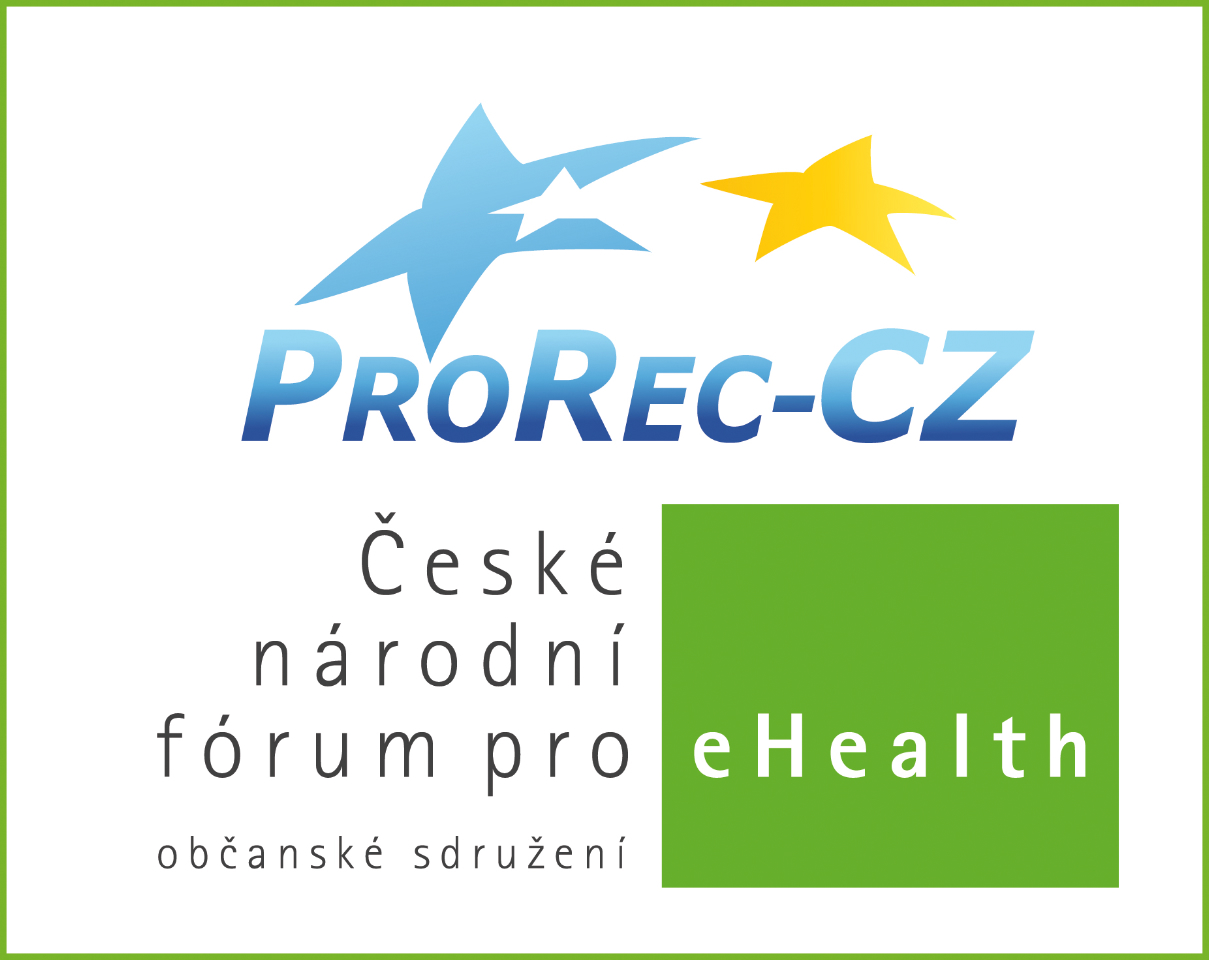 ProRec-CZ
České
národní
fórum pro eHealth
občanské sdružení